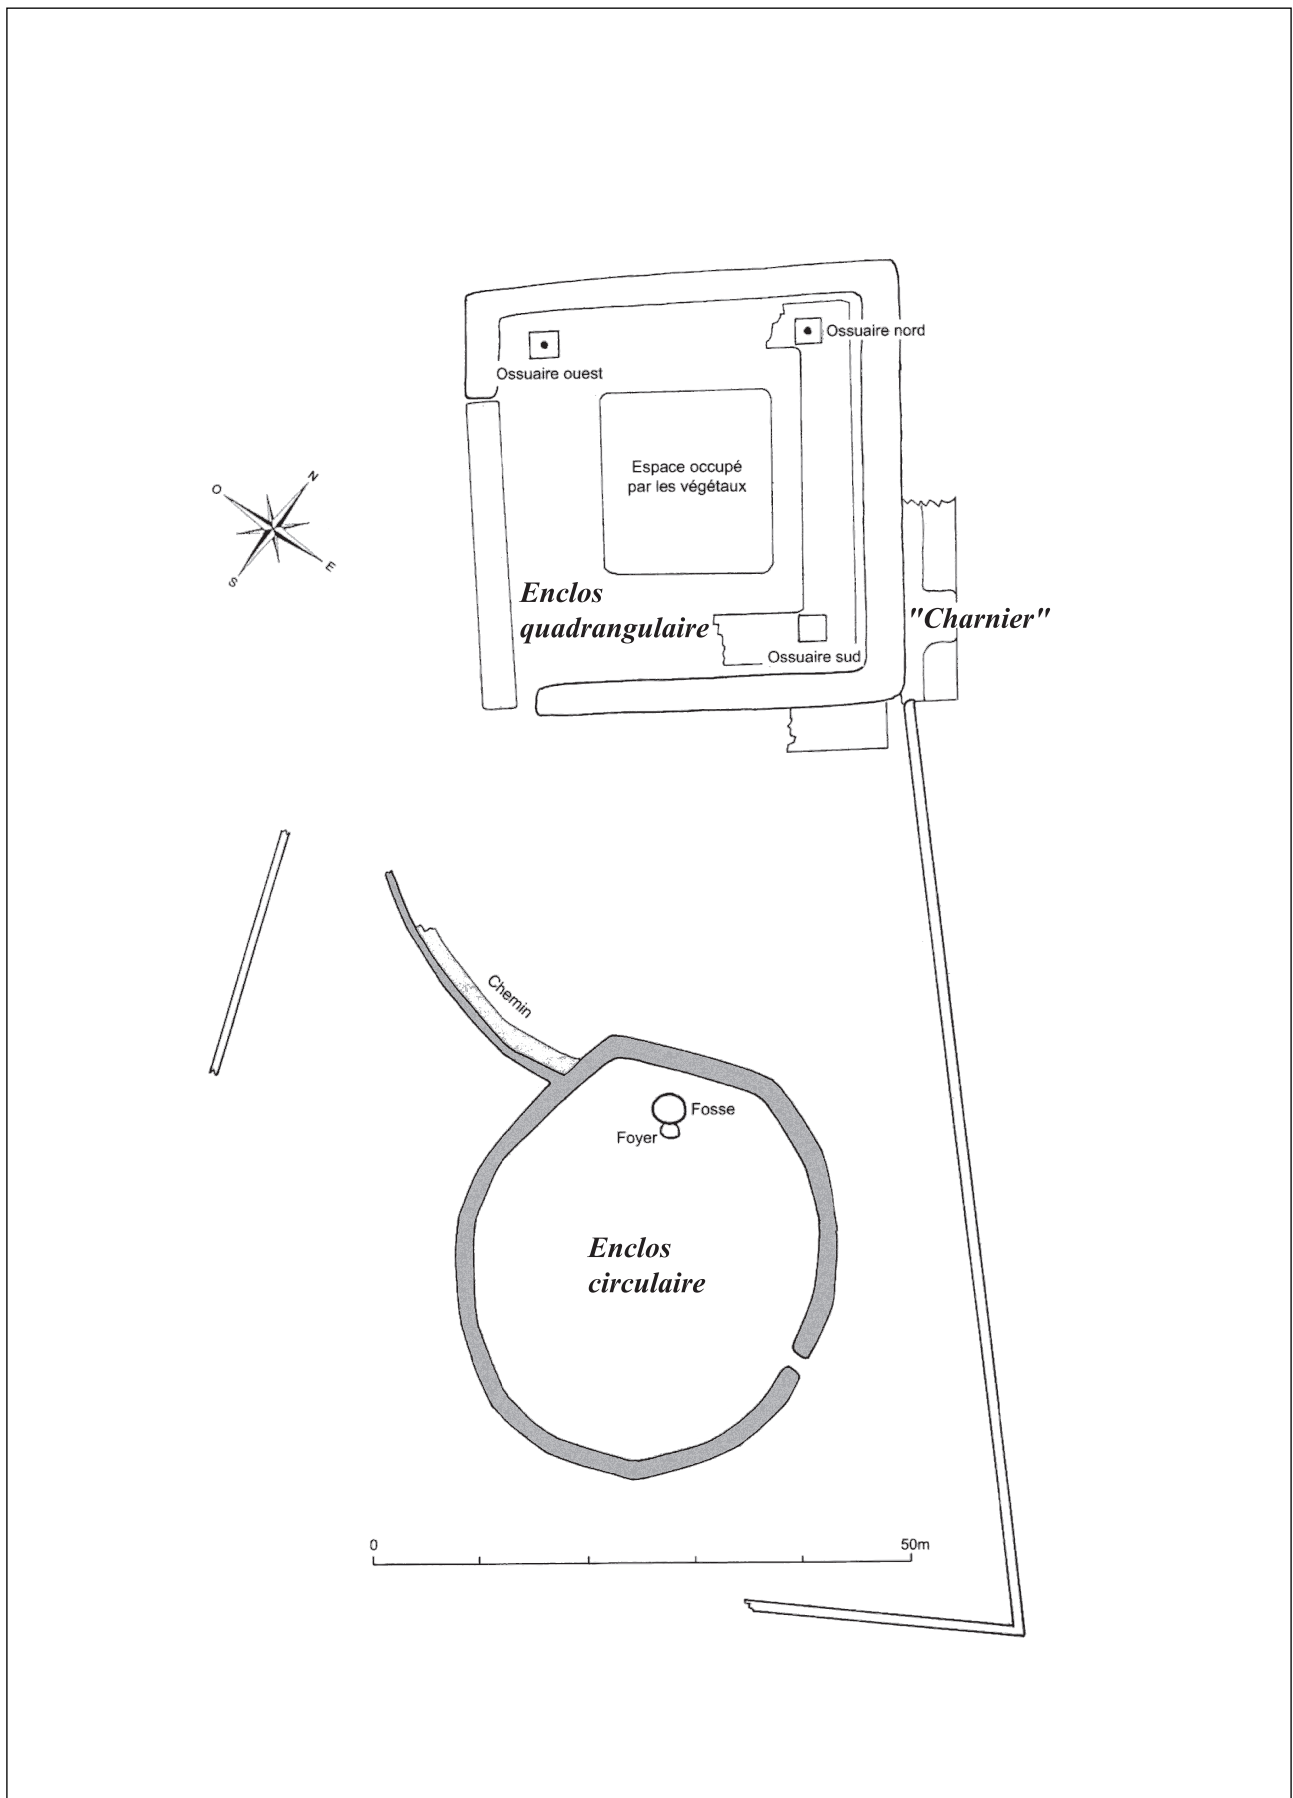 Ossuaire nord
Ossuaire ouest
Espace occupé
par les végétaux
N
O
E
S
Enclos
quadrangulaire
"Charnier"
Ossuaire sud
Chemin
Fosse
Foyer
Enclos
circulaire
0
50m